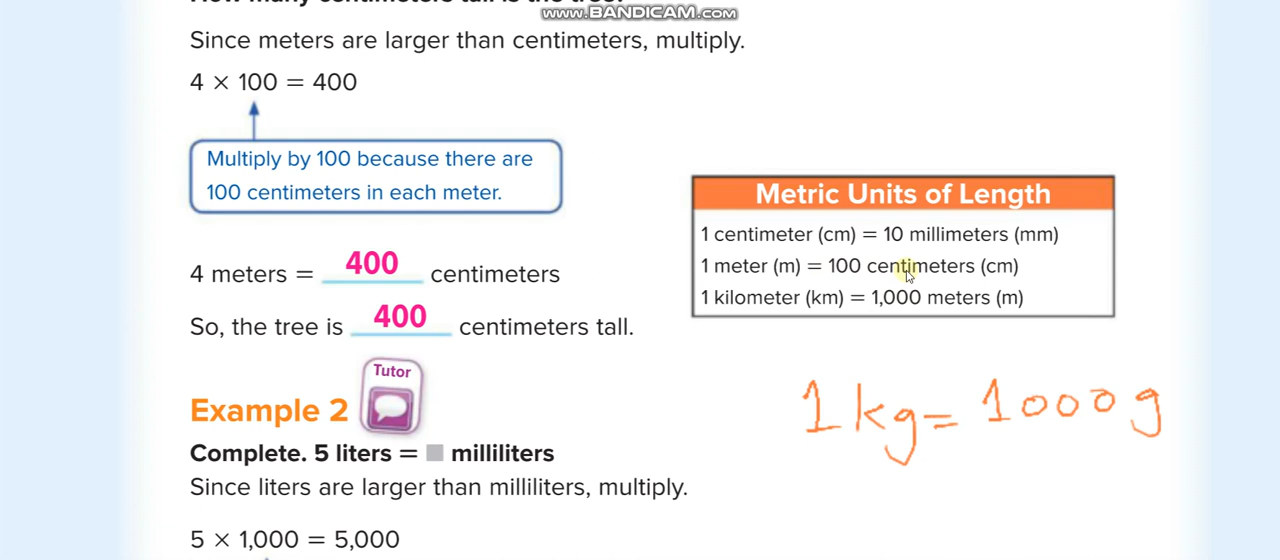 www.BANDICAM.com
Since meters are larger than centimeters, multiply.
4 × 100 = 400
Multiply by 100 because there are
100 centimeters in each meter.
Metric Units of Length
1 centimeter (cm) = 10 millimeters (mm)
1 meter (m) = 100 centimeters (cm)
1 kilometer (km) = 1,000 meters (m)
4 meters = 400 centimeters
So, the tree is 400 centimeters tall.
Tutor
Example 2
1 kg = 1000 g
Complete. 5 liters = ■ milliliters
Since liters are larger than milliliters, multiply.
5 × 1,000 = 5,000